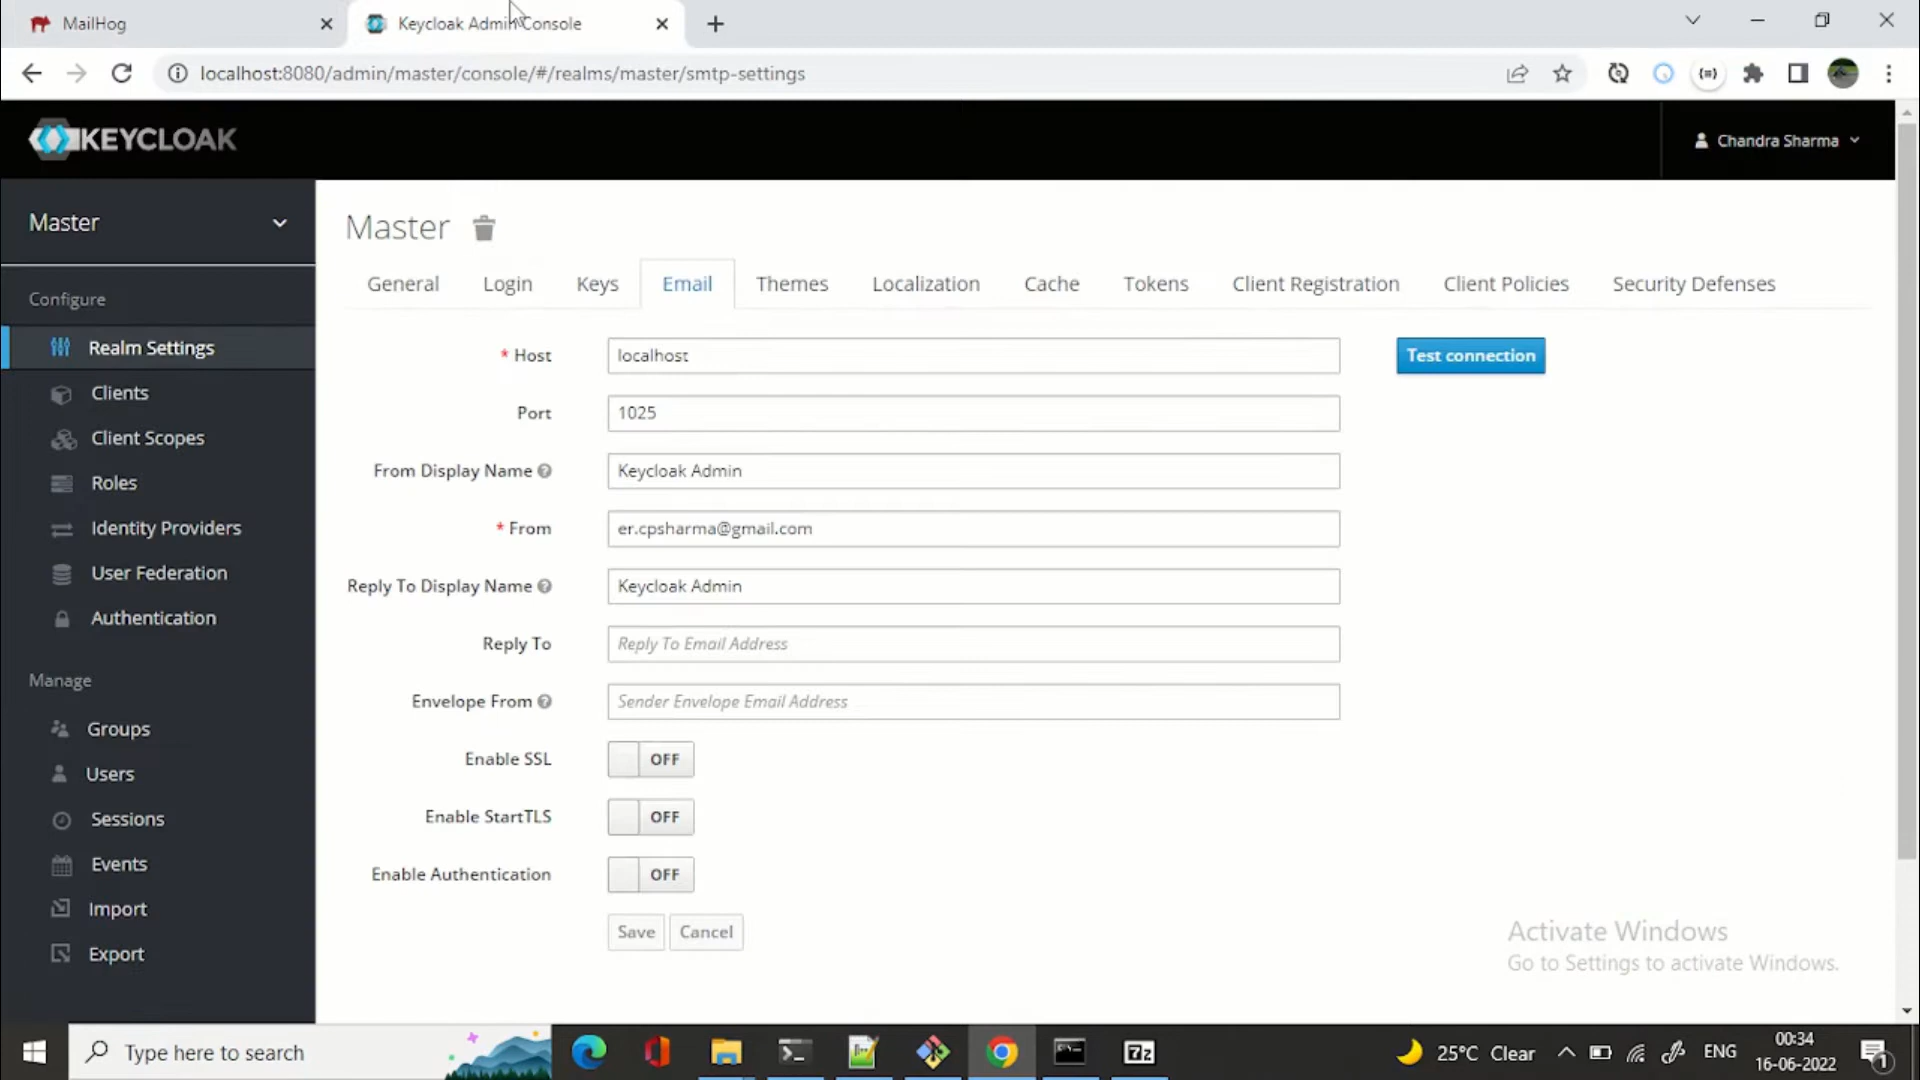 MailHog
Keycloak Admin Console
localhost:8080/admin/master/console/#/realms/master/smtp-settings
KEYCLOAK
Chandra Sharma
Master
Configure
Realm Settings
Clients
Client Scopes
Roles
Identity Providers
User Federation
Authentication
Manage
Groups
Users
Sessions
Events
Import
Export
Master
General Login Keys Email Themes Localization Cache Tokens Client Registration Client Policies Security Defenses
* Host localhost Test connection
Port 1025
From Display Name Keycloak Admin
* From er.cpsharma@gmail.com
Reply To Display Name Keycloak Admin
Reply To Reply To Email Address
Envelope From Sender Envelope Email Address
Enable SSL OFF
Enable StartTLS OFF
Enable Authentication OFF
Save Cancel
Activate Windows
Go to Settings to activate Windows.
Type here to search
7z
25°C Clear
ENG
00:34
16-06-2022
1